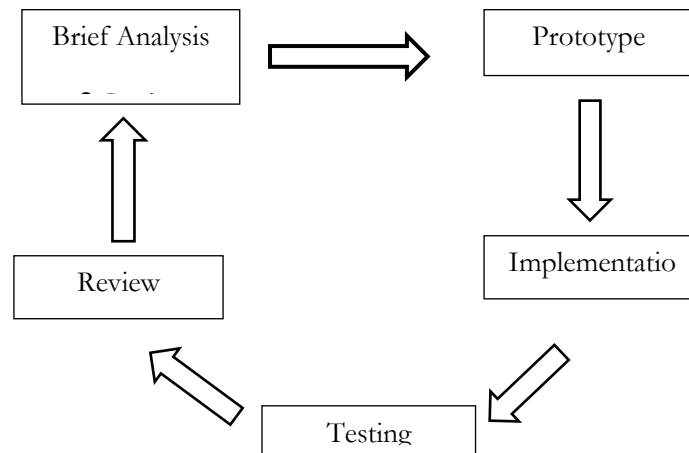 Brief Analysis
Prototype
Implementatio
Review
Testing